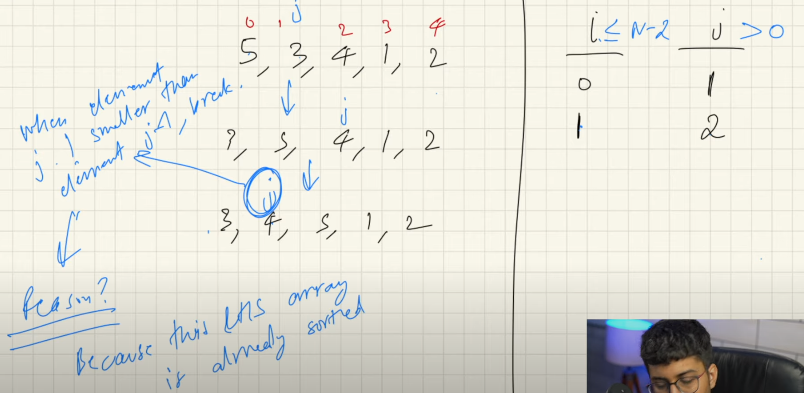 j
0 1 2 3 4
5, 3, 4, 1, 2
i ≤ N-2 j > 0
0 1
1 2
When element
j smaller than
element j-1, break.
j
3, 5, 4, 1, 2
j
3, 4, 5, 1, 2
Reason?
Because this LHS array
is already sorted